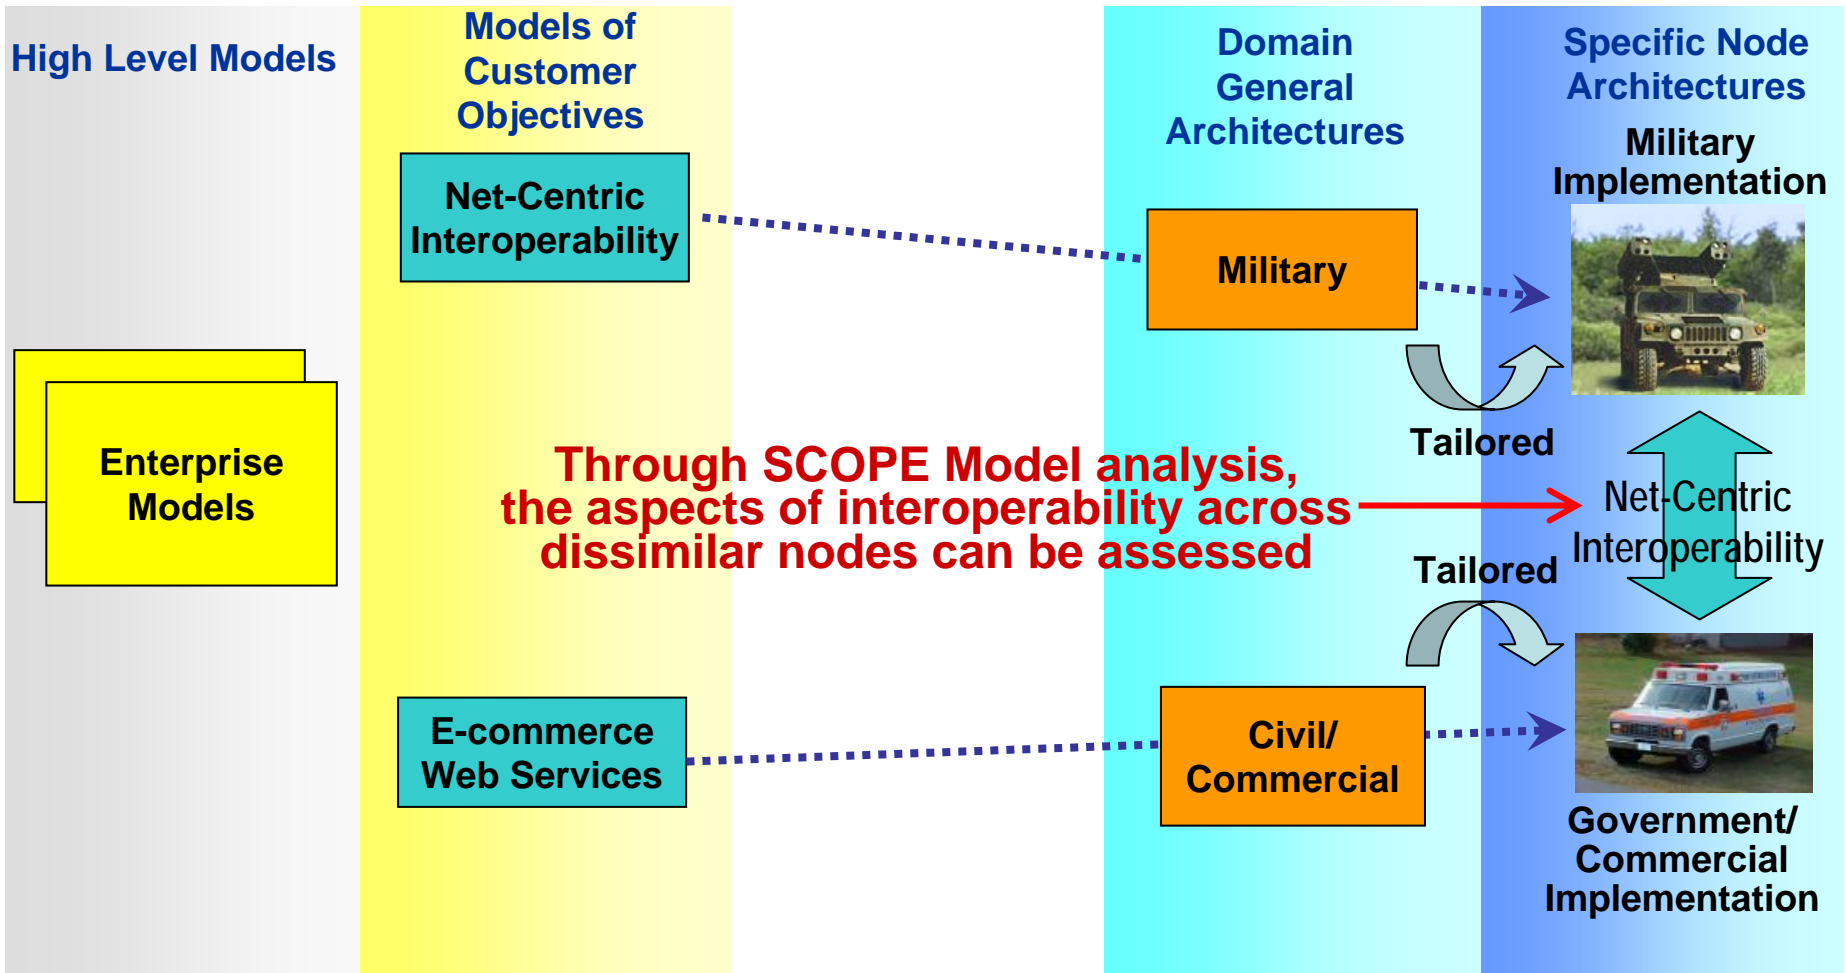 High Level Models
Models of
Customer
Objectives
Domain
General
Architectures
Specific Node
Architectures
Military
Implementation
Net-Centric
Interoperability
Military
Enterprise
Models
Through SCOPE Model analysis,
the aspects of interoperability across
dissimilar nodes can be assessed
Tailored
Net-Centric
Interoperability
Tailored
E-commerce
Web Services
Civil/
Commercial
Government/
Commercial
Implementation